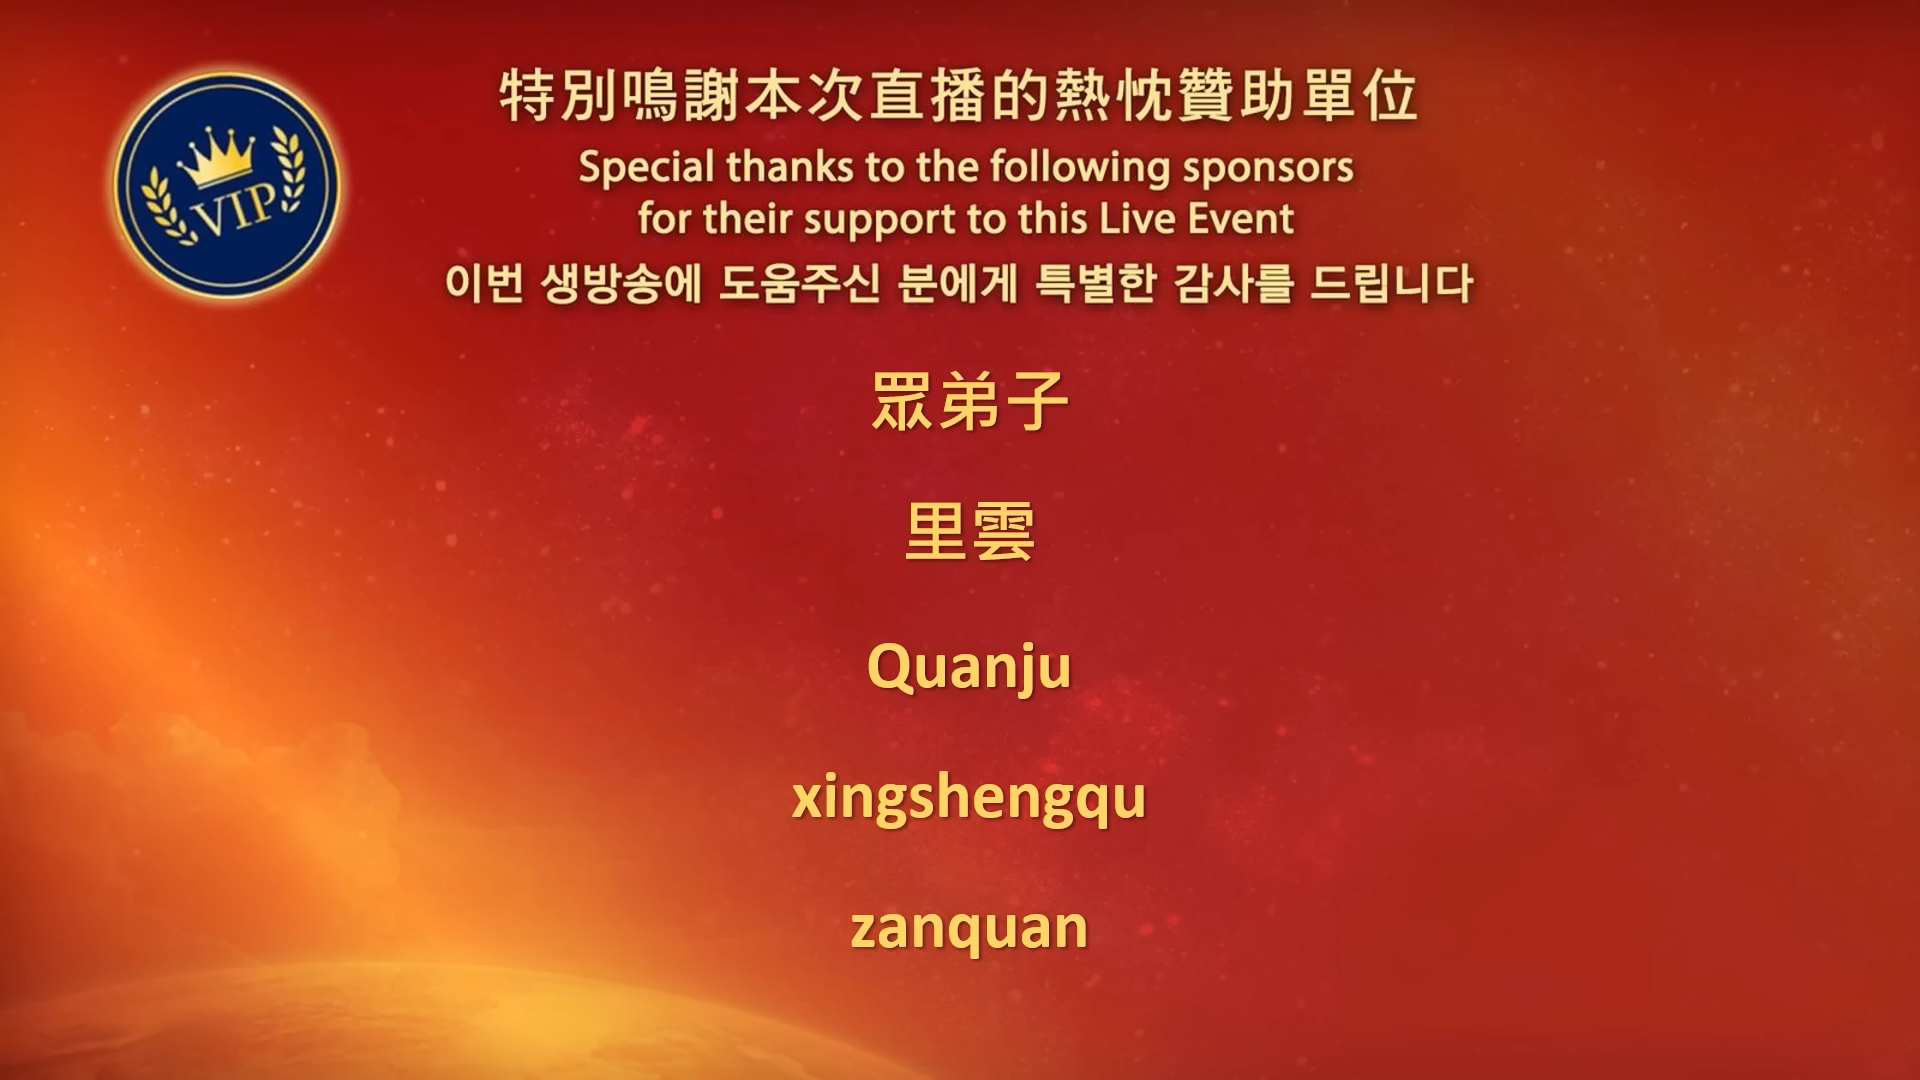 特別鳴謝本次直播的熱忱贊助單位
Special thanks to the following sponsors
for their support to this Live Event
이번 생방송에 도움주신 분에게 특별한 감사를 드립니다
VIP
眾弟子
里雲
Quanju
xingshengqu
zanquan